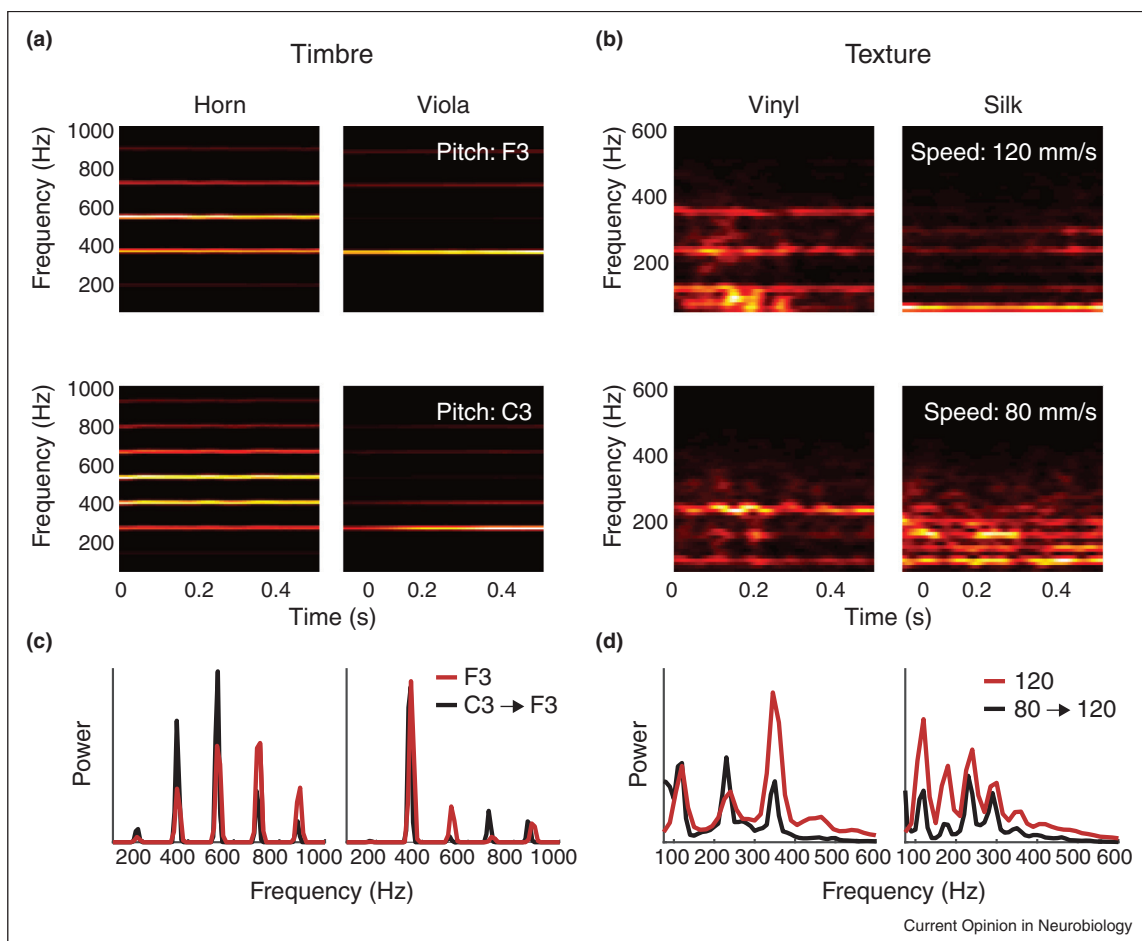 (a)
Timbre
Horn
Viola
Frequency (Hz)
1000
800
600
400
200
Pitch: F3
Frequency (Hz)
1000
800
600
400
200
Pitch: C3
0 0.2 0.4 0 0.2 0.4
Time (s)
(b)
Texture
Vinyl
Silk
Frequency (Hz)
600
400
200
Speed: 120 mm/s
Frequency (Hz)
600
400
200
Speed: 80 mm/s
0 0.2 0.4 0 0.2 0.4
Time (s)
(c)
Power
F3
C3 → F3
200 400 600 800 1000 200 400 600 800 1000
Frequency (Hz)
(d)
Power
120
80 → 120
100 200 300 400 500 600 100 200 300 400 500 600
Frequency (Hz)
Current Opinion in Neurobiology